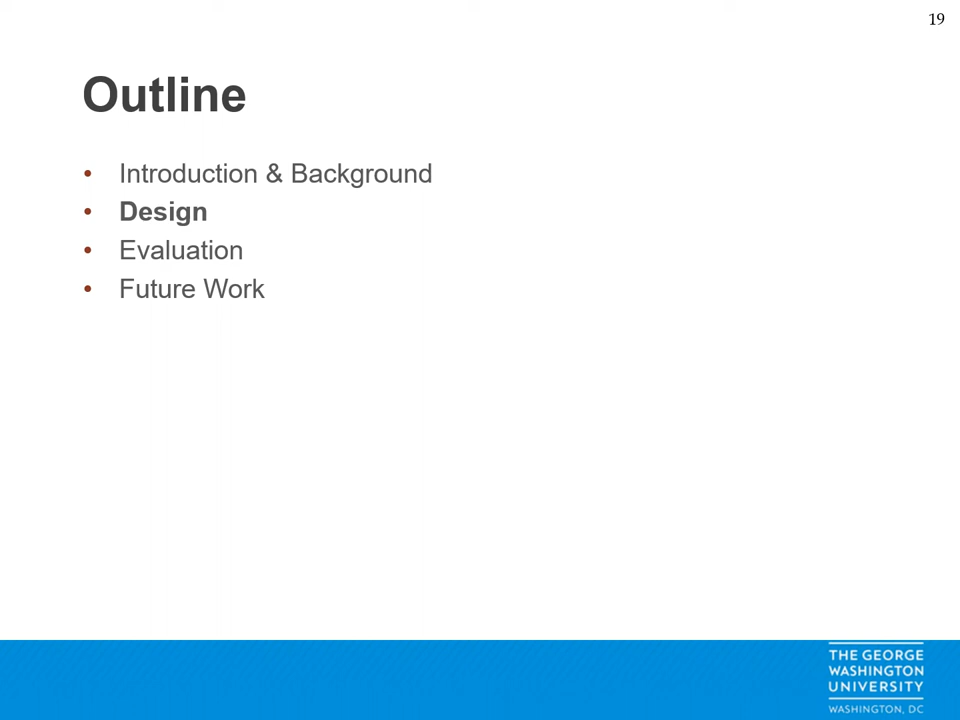 19
Outline
• Introduction & Background
• Design
• Evaluation
• Future Work
THE GEORGE
WASHINGTON
UNIVERSITY
WASHINGTON, DC